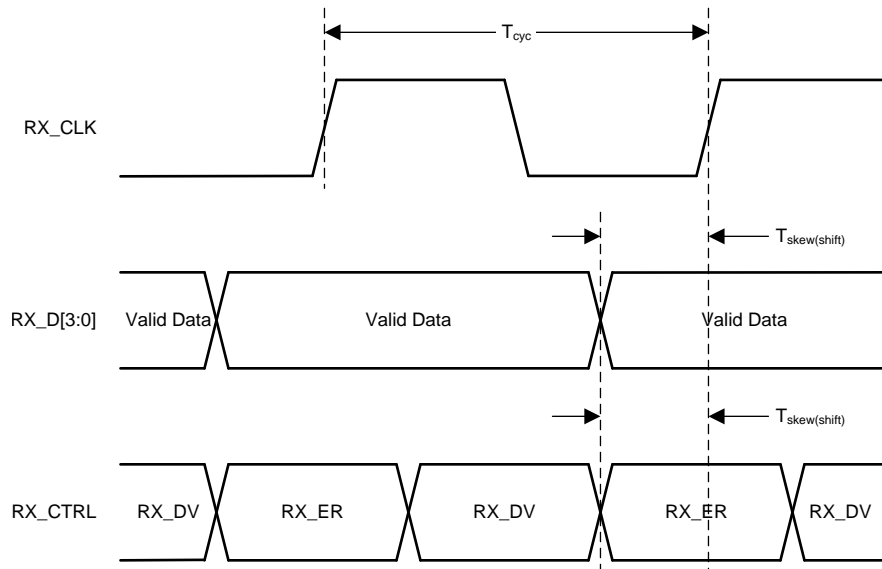 Tcyc
RX_CLK
Tskew(shift)
RX_D[3:0] Valid Data Valid Data Valid Data
Tskew(shift)
RX_CTRL RX_DV RX_ER RX_DV RX_ER RX_DV